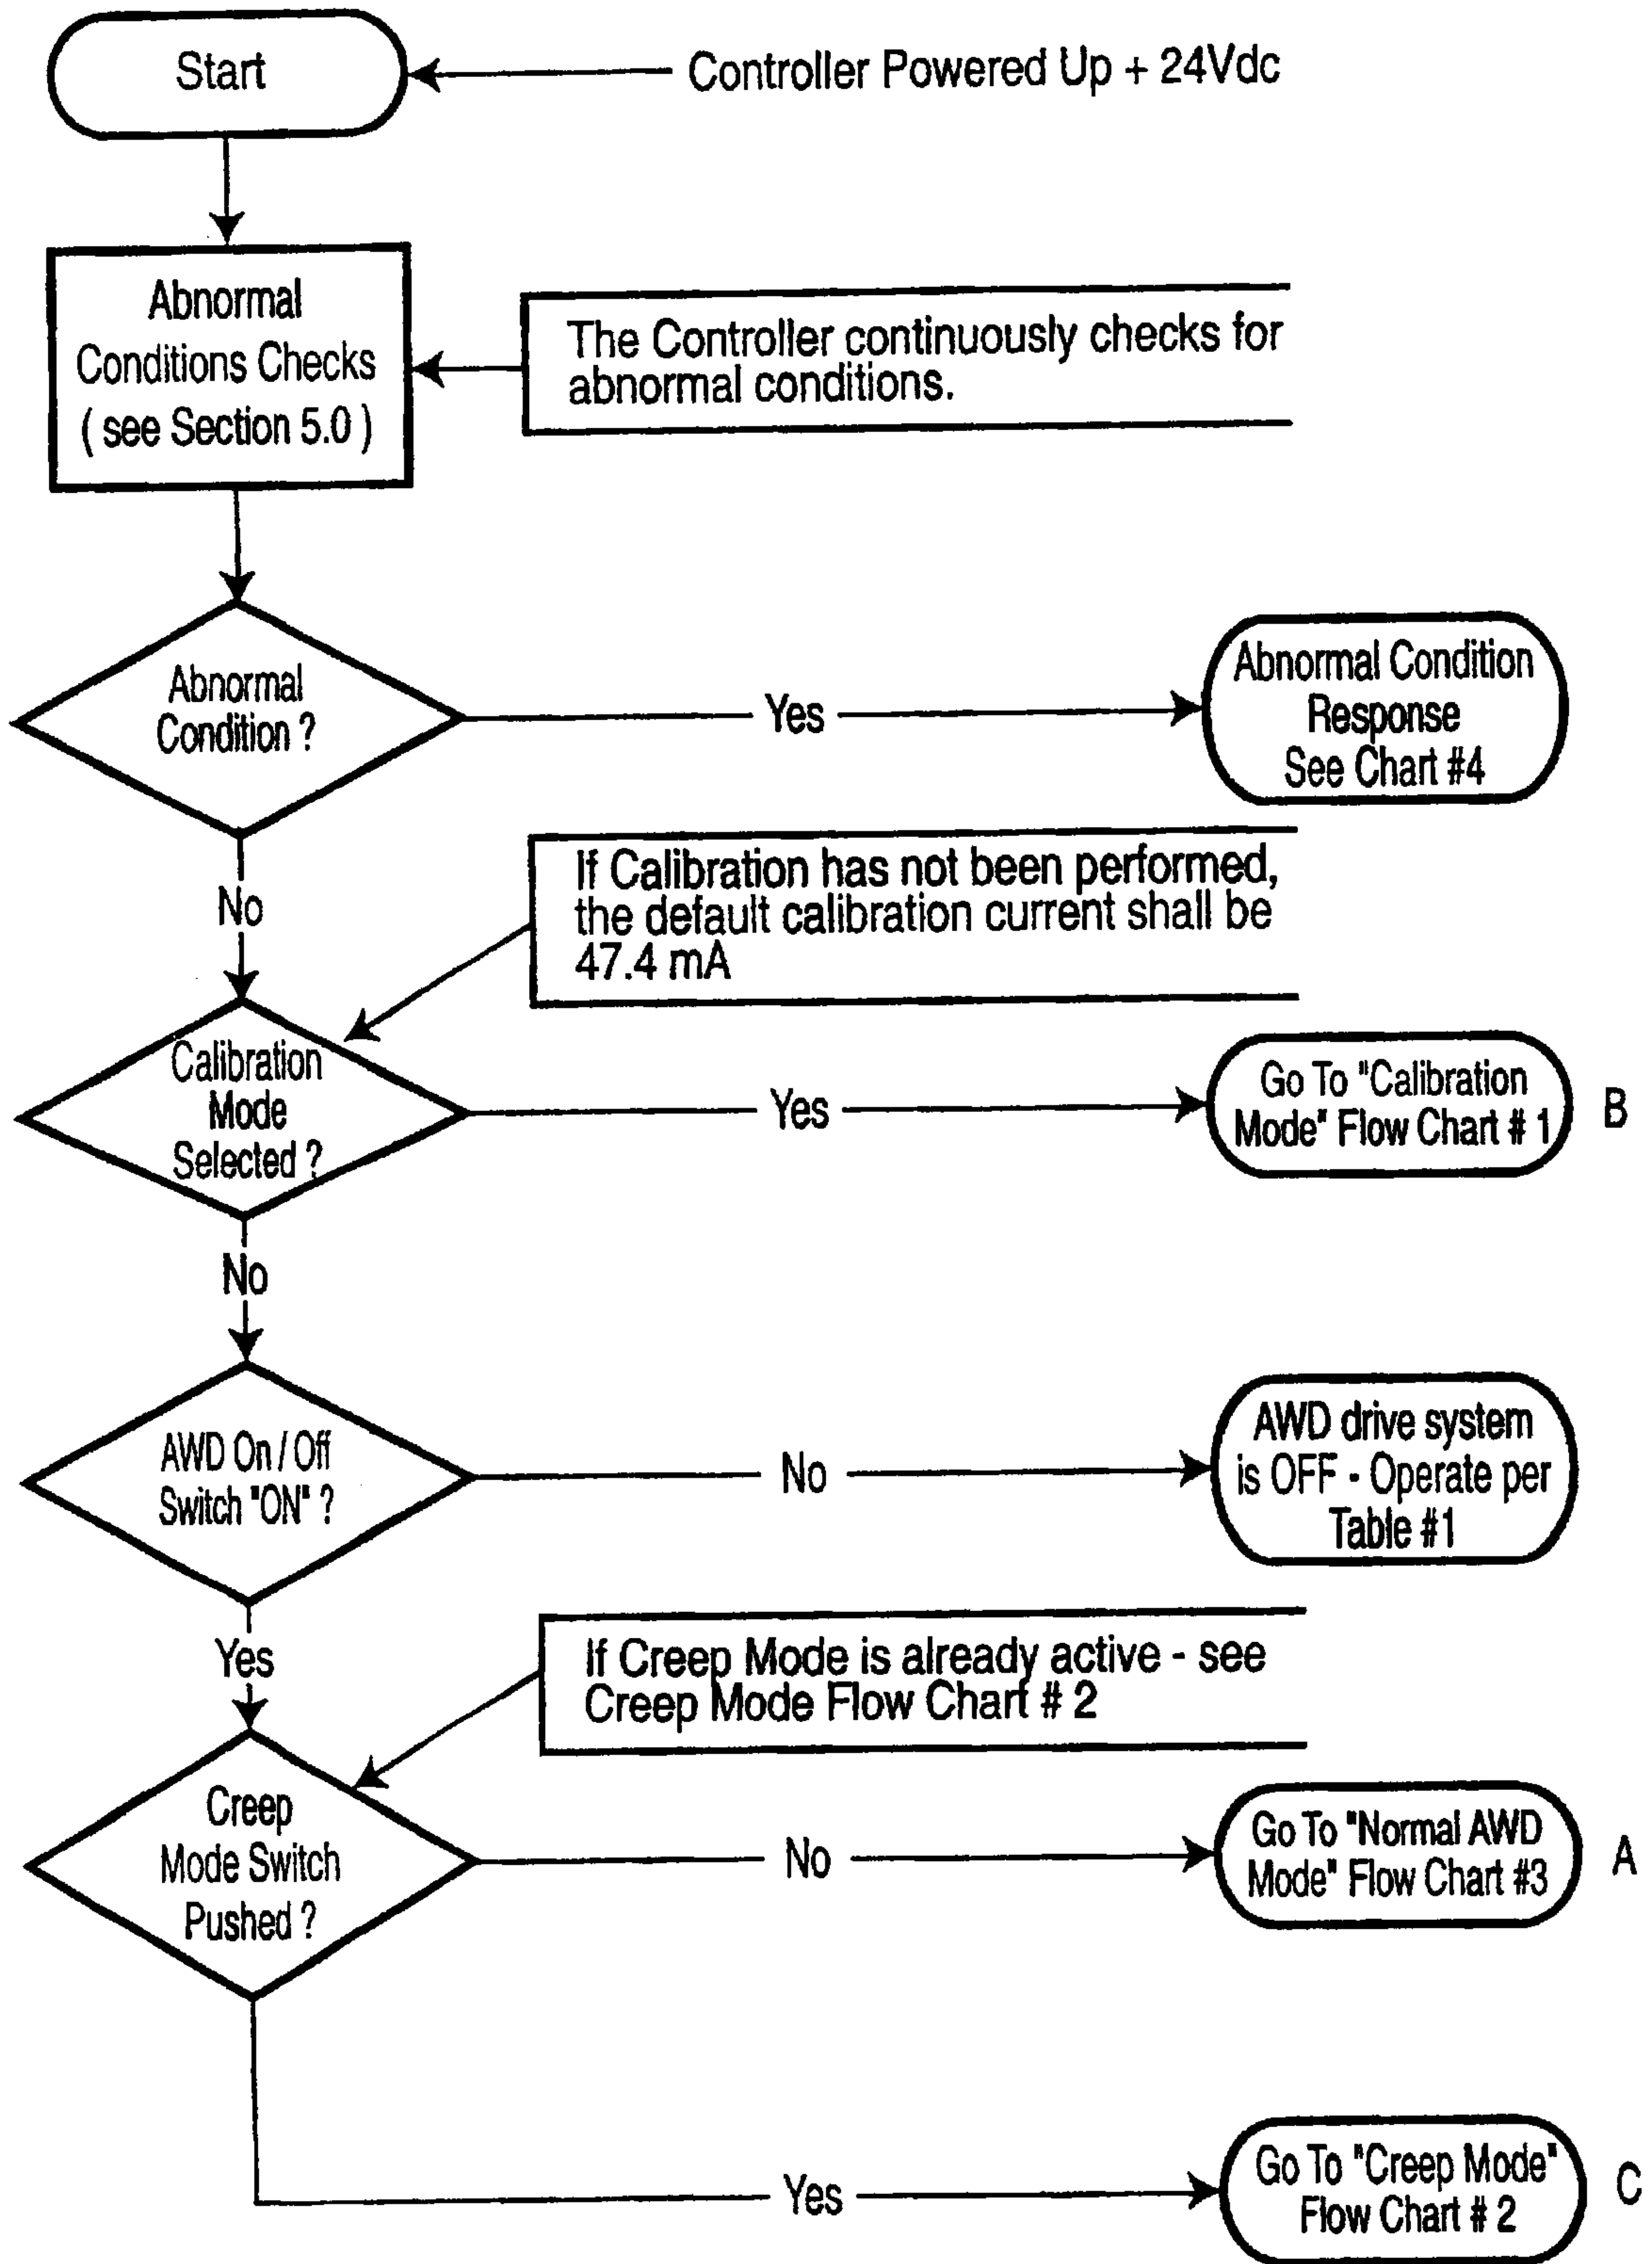 Start
Controller Powered Up + 24Vdc
Abnormal
Conditions Checks
( see Section 5.0 )
The Controller continuously checks for
abnormal conditions.
Abnormal
Condition ?
Yes
Abnormal Condition
Response
See Chart #4
No
If Calibration has not been performed,
the default calibration current shall be
47.4 mA
Calibration
Mode
Selected ?
Yes
Go To "Calibration
Mode" Flow Chart # 1
B
No
AWD On / Off
Switch "ON" ?
No
AWD drive system
is OFF - Operate per
Table #1
Yes
If Creep Mode is already active - see
Creep Mode Flow Chart # 2
Creep
Mode Switch
Pushed ?
No
Go To "Normal AWD
Mode" Flow Chart #3
A
Yes
Go To "Creep Mode"
Flow Chart # 2
C